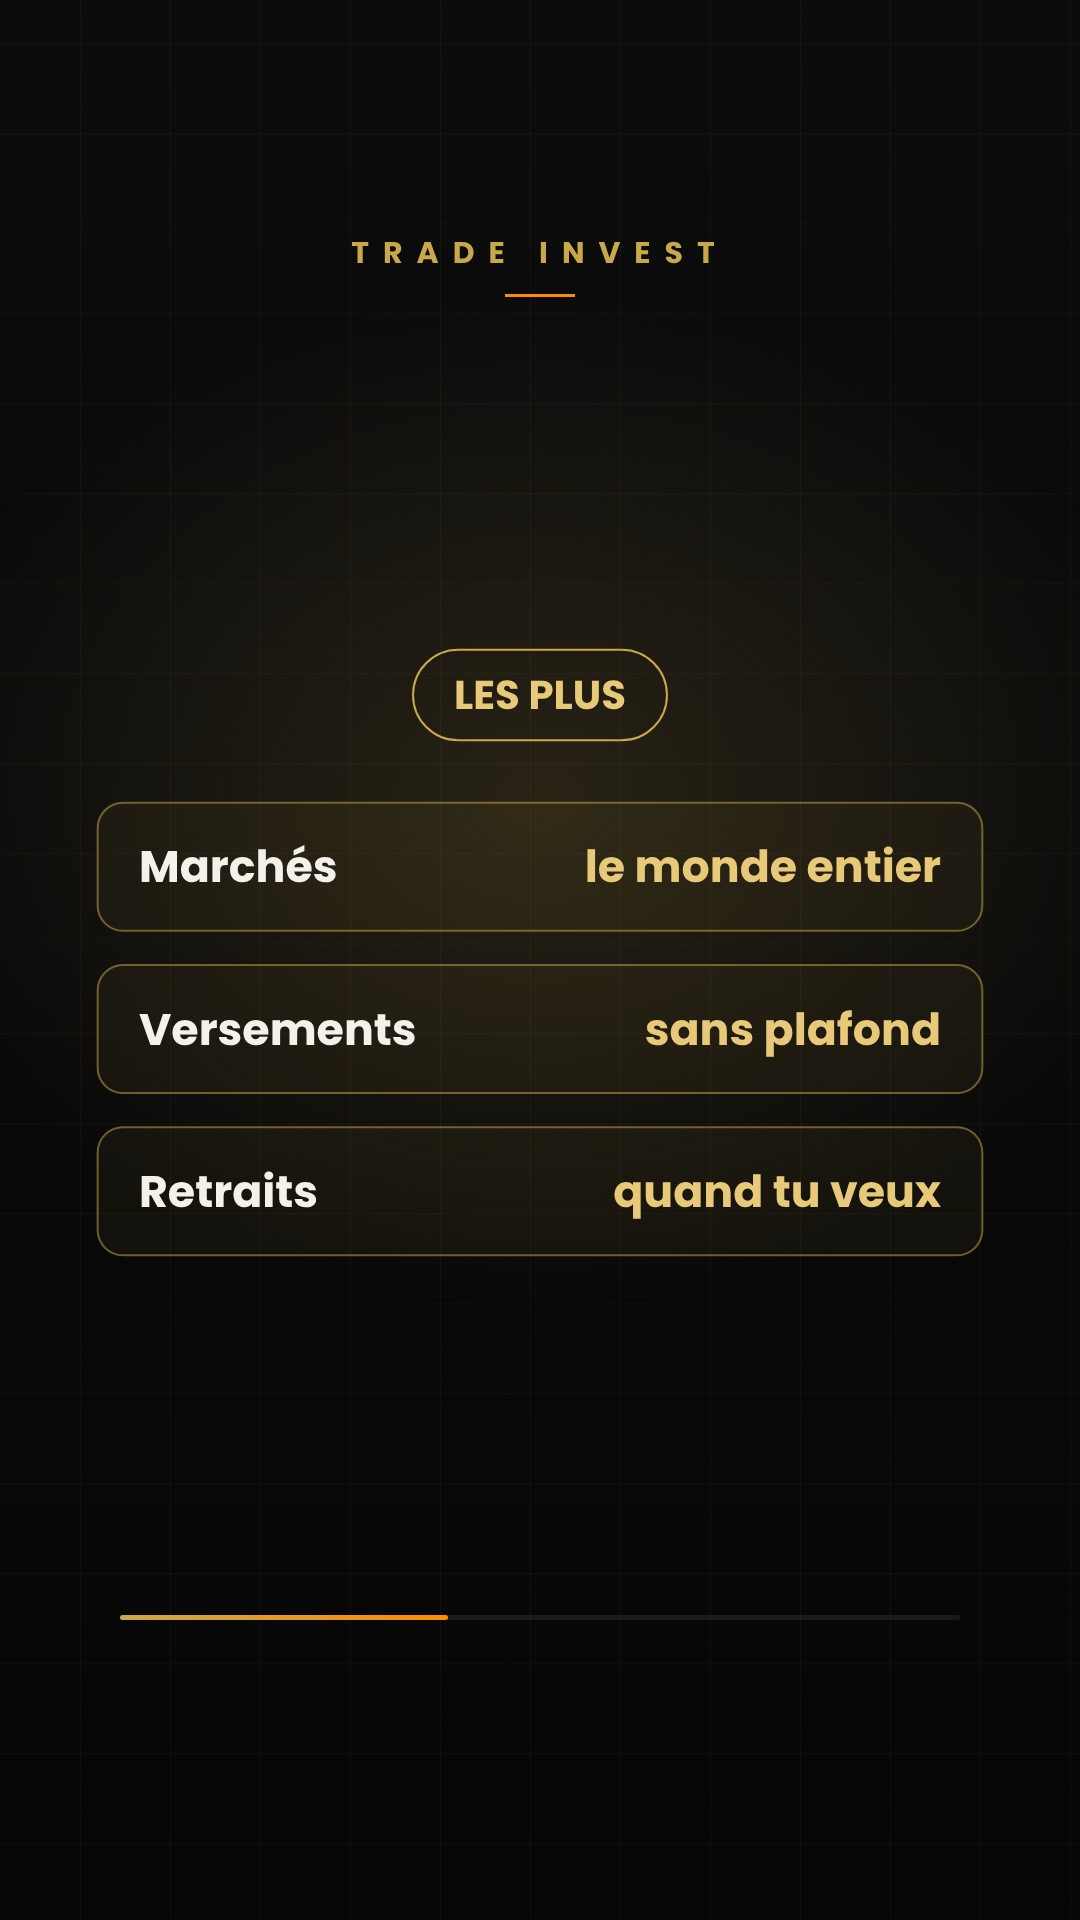 TRADE INVEST
LES PLUS
Marchés le monde entier
Versements sans plafond
Retraits quand tu veux